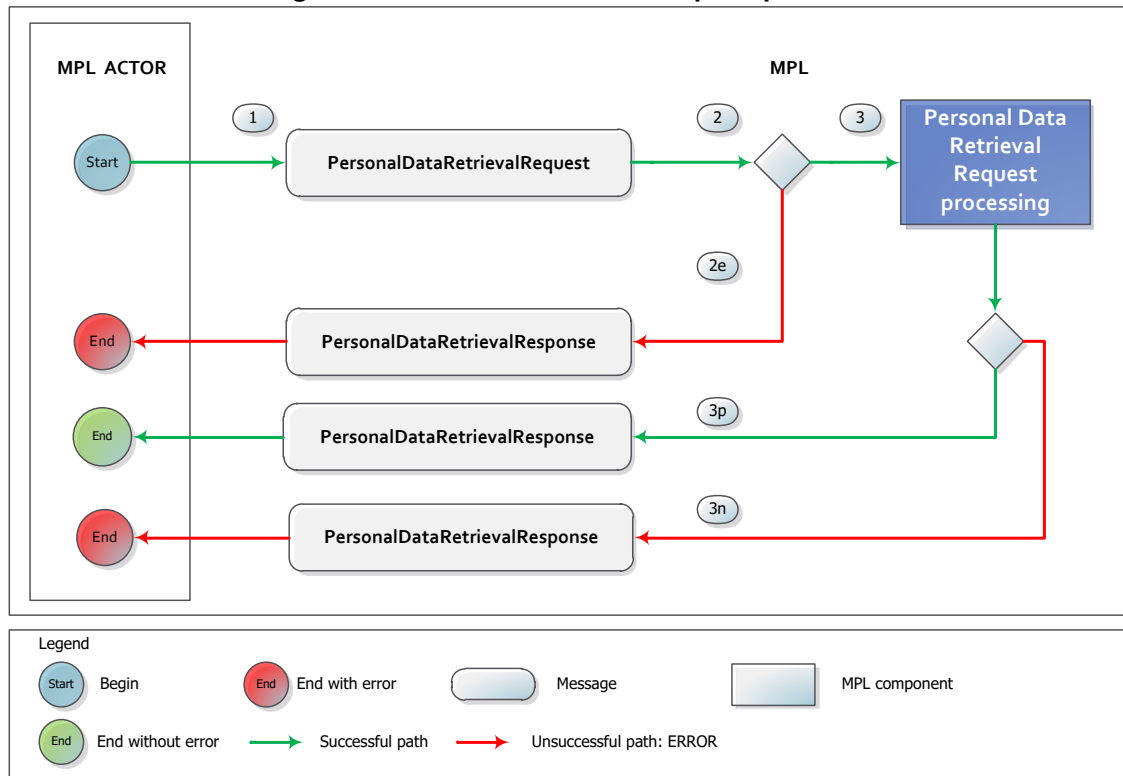 MPL ACTOR
MPL
1
2
3
Start
PersonalDataRetrievalRequest
Personal Data
Retrieval
Request
processing
2e
End
PersonalDataRetrievalResponse
3p
End
PersonalDataRetrievalResponse
3n
End
PersonalDataRetrievalResponse
Legend
Start
Begin
End
End with error
Message
MPL component
End
End without error
Successful path
Unsuccessful path: ERROR